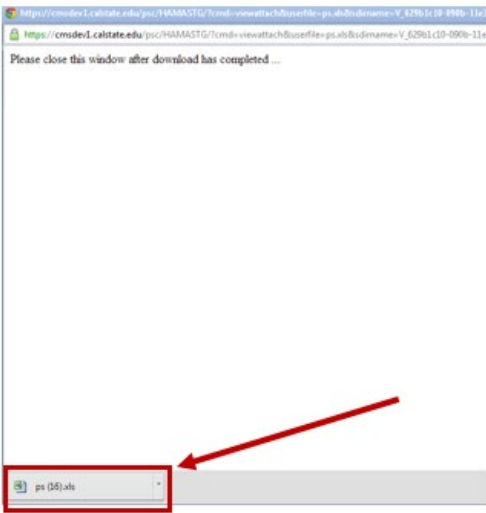 https://cmsdev1.calstate.edu/psc/HAMASTG/?cmd=viewattach&userfile=ps.xls&sdirname=V_629b1c10-090b-11e
https://cmsdev1.calstate.edu/psc/HAMASTG/?cmd=viewattach&userfile=ps.xls&sdirname=V_629b1c10-090b-11e
Please close this window after download has completed ...
ps (16).xls